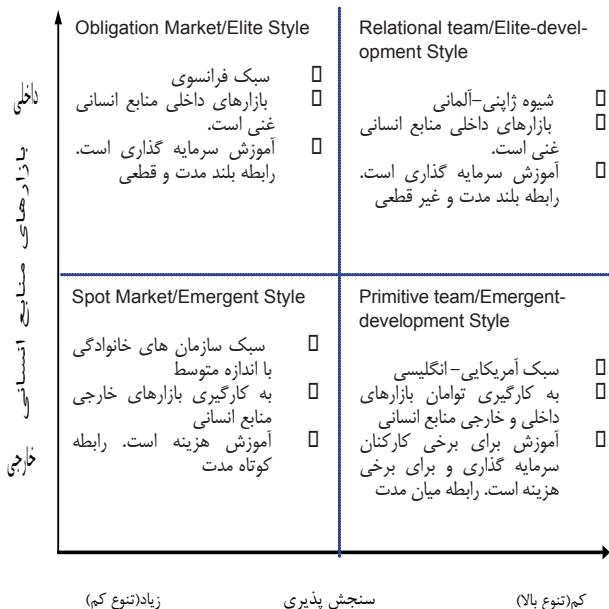 Obligation Market/Elite Style
سبک فرانسوی
بازارهای داخلی منابع انسانی
غنی است.
آموزش سرمایه گذاری است.
رابطه بلند مدت و قطعی
Relational team/Elite-devel-
opment Style
شیوه ژاپنی-آلمانی
بازارهای داخلی منابع انسانی
غنی است.
آموزش سرمایه گذاری است.
رابطه بلند مدت و غیر قطعی
داخلی
بازارهای منابع انسانی
خارجی
Spot Market/Emergent Style
سبک سازمان های خانوادگی
با اندازه متوسط
به کارگیری بازارهای خارجی
منابع انسانی
آموزش هزینه است. رابطه
کوتاه مدت
Primitive team/Emergent-
development Style
سبک آمریکایی-انگلیسی
به کارگیری توامان بازارهای
داخلی و خارجی منابع انسانی
آموزش برای برخی کارکنان
سرمایه گذاری و برای برخی
هزینه است. رابطه میان مدت
زیاد(تنوع کم)
سنجش پذیری
کم(تنوع بالا)